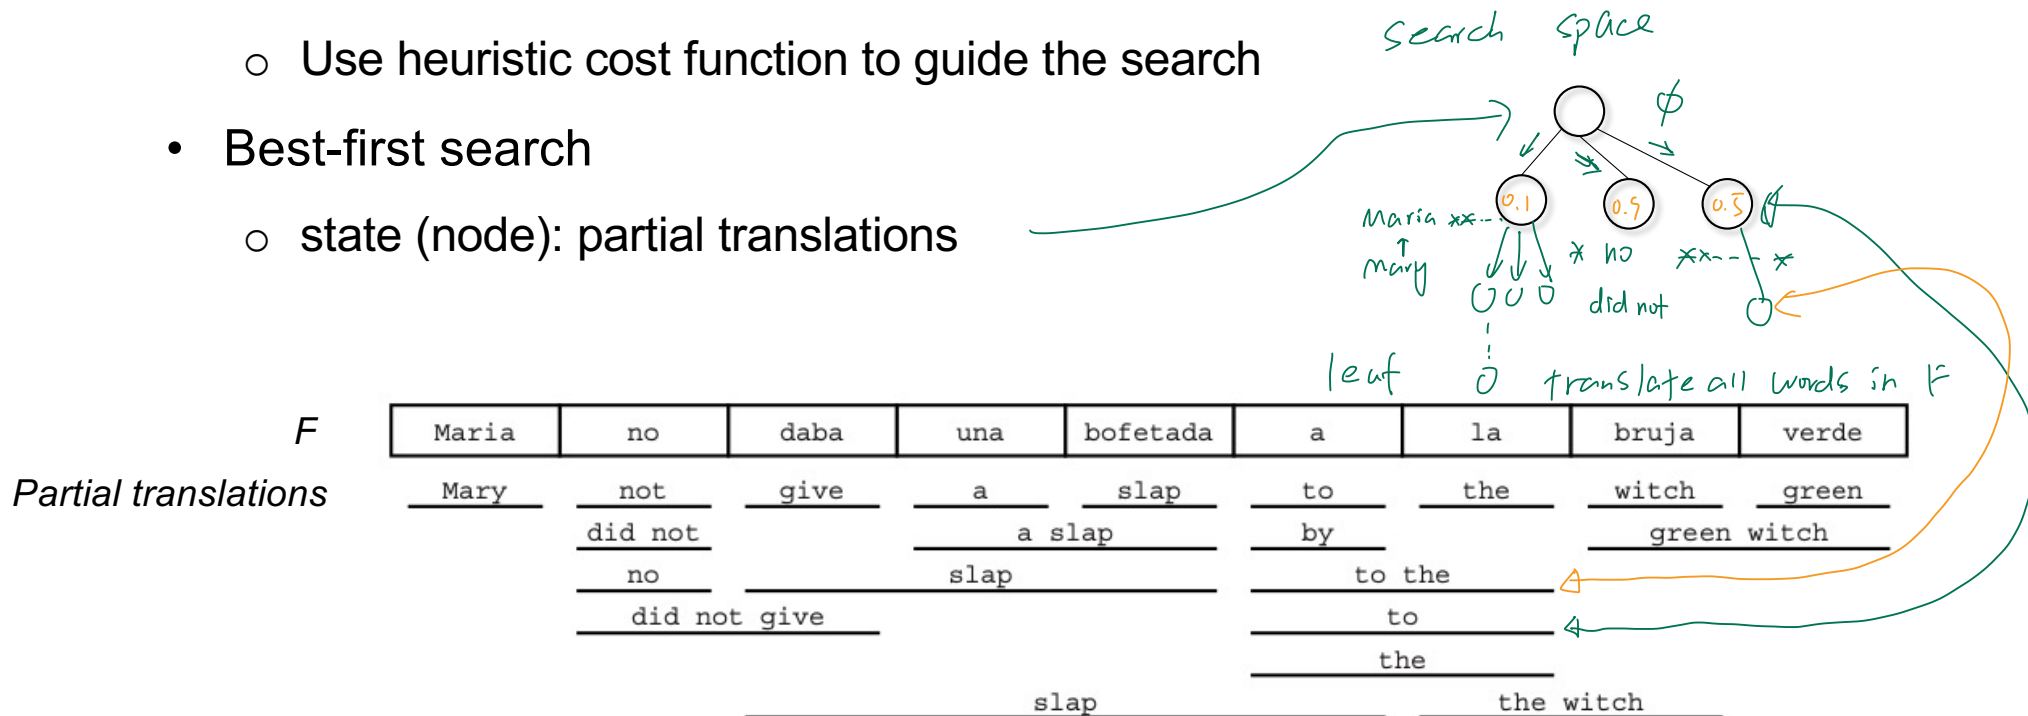 search space
○ Use heuristic cost function to guide the search
ϕ
• Best-first search
0.1 0.5
Maria **--
○ state (node): partial translations
* no **---*
Mary
did not
leaf translate all words in F
F Maria no daba una bofetada a la bruja verde
Partial translations Mary not give a slap to the witch green
did not a slap by green witch
no slap to the
did not give to
the
slap the witch